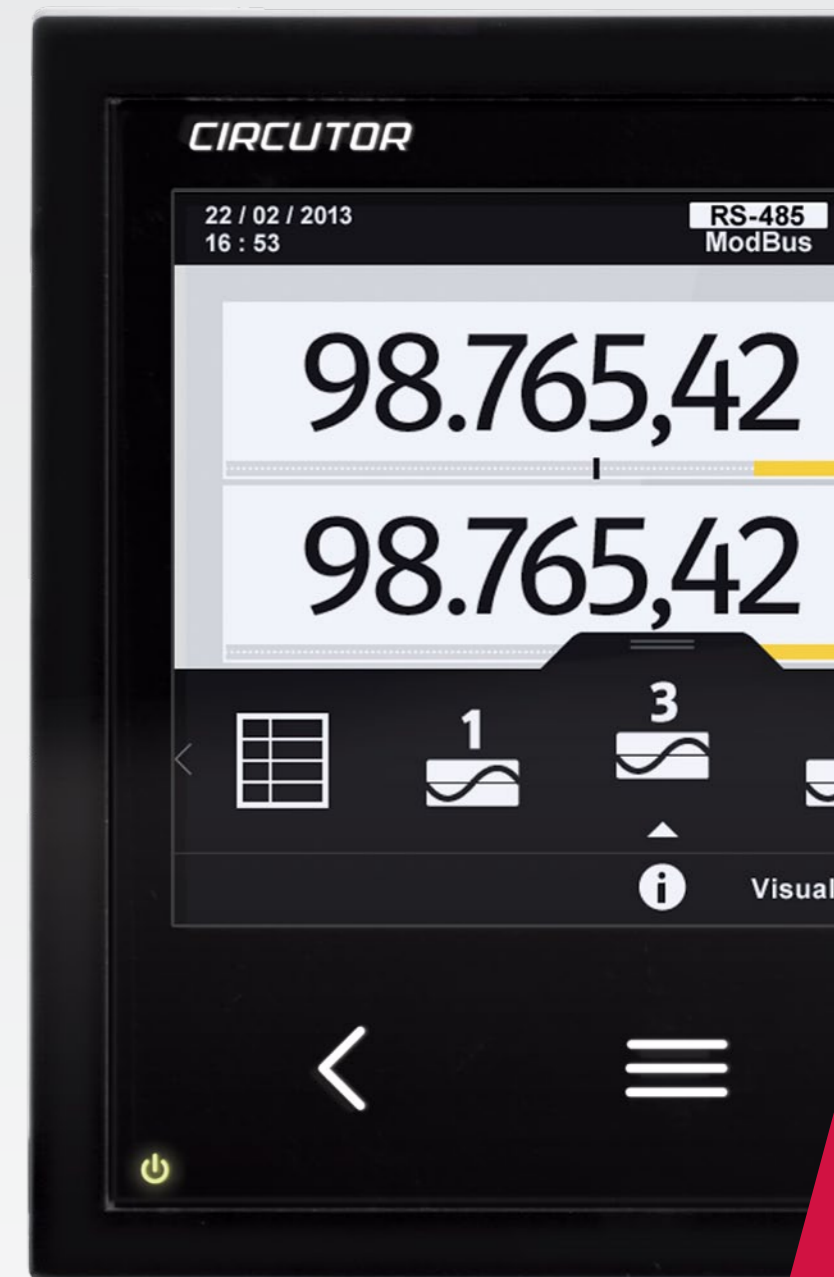 CIRCUTOR
22 / 02 / 2013
16 : 53
RS-485
ModBus
98.765,42
98.765,42
1
3
i
Visual